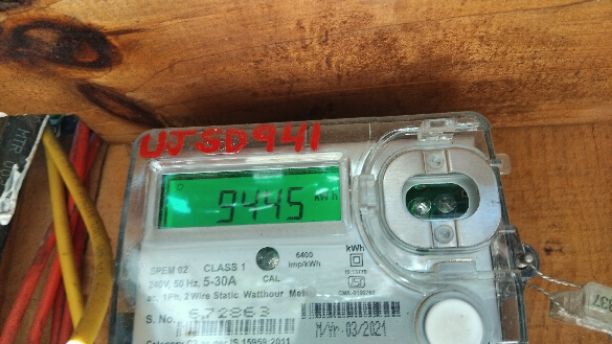 UJSD941
9445 kWh
SPEM 02 CLASS 1
240V, 50 Hz, 5-30A
CAL
6400
imp/kWh
kWh
ac. 1Ph, 2 Wire Static Watthour
S. No. 672863
M/Yr. 03/2021
IS 15959:2011